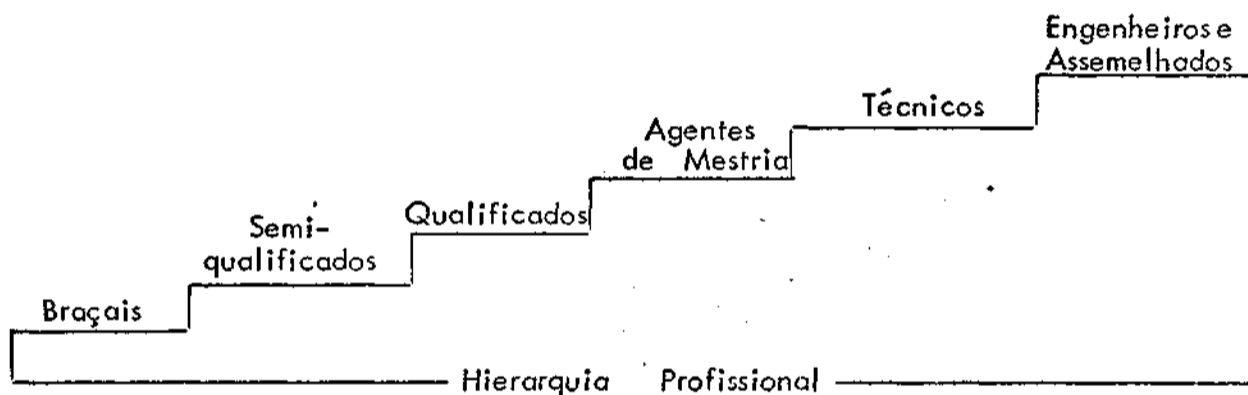 Engenheiros e
Assemelhados
Técnicos
Agentes
de Mestria
Qualificados
Semi-
qualificados
Braçais
Hierarquia Profissional